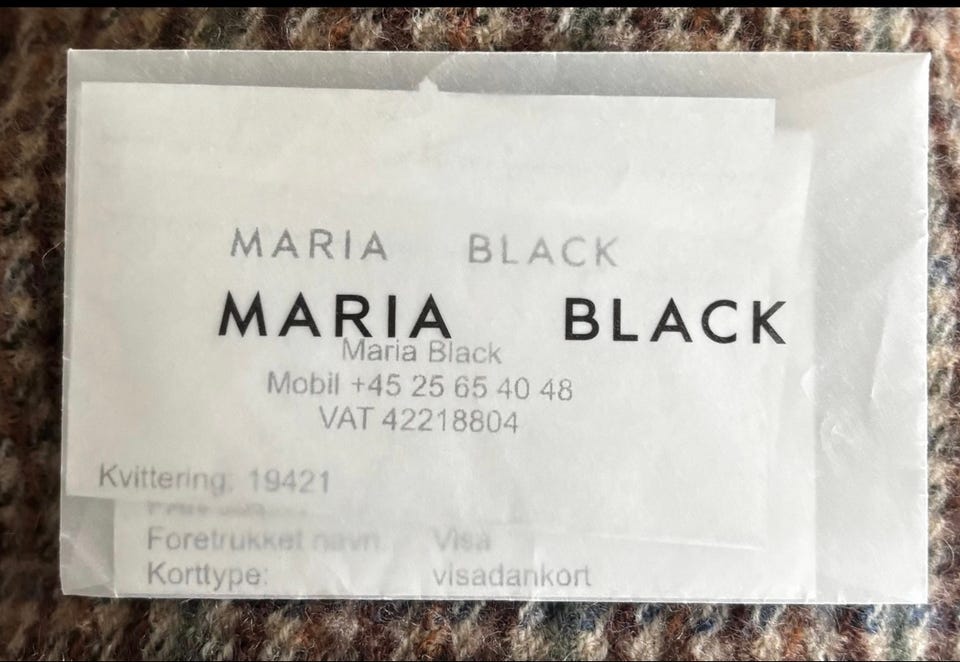 MARIA BLACK
MARIA BLACK
Maria Black
Mobil +45 25 65 40 48
VAT 42218804
Kvittering: 19421
Foretrukket navn: Visa
Korttype: visadankort